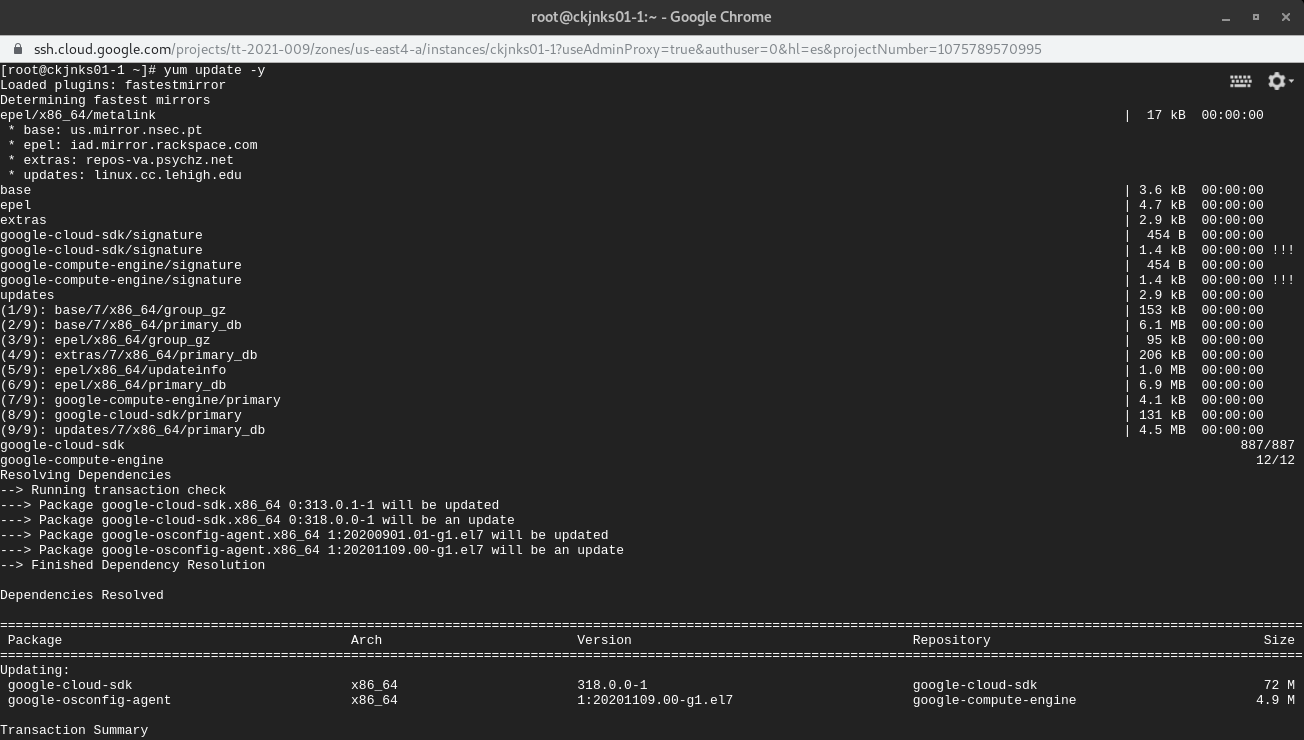 root@ckjnks01-1:~ - Google Chrome
ssh.cloud.google.com/projects/tt-2021-009/zones/us-east4-a/instances/ckjnks01-1?useAdminProxy=true&authuser=0&hl=es&projectNumber=1075789570995
[root@ckjnks01-1 ~]# yum update -y
Loaded plugins: fastestmirror
Determining fastest mirrors
epel/x86_64/metalink | 17 kB 00:00:00
* base: us.mirror.nsec.pt
* epel: iad.mirror.rackspace.com
* extras: repos-va.psychz.net
* updates: linux.cc.lehigh.edu
base | 3.6 kB 00:00:00
epel | 4.7 kB 00:00:00
extras | 2.9 kB 00:00:00
google-cloud-sdk/signature | 454 B 00:00:00
google-cloud-sdk/signature | 1.4 kB 00:00:00 !!!
google-compute-engine/signature | 454 B 00:00:00
google-compute-engine/signature | 1.4 kB 00:00:00 !!!
updates | 2.9 kB 00:00:00
(1/9): base/7/x86_64/group_gz | 153 kB 00:00:00
(2/9): base/7/x86_64/primary_db | 6.1 MB 00:00:00
(3/9): epel/x86_64/group_gz | 95 kB 00:00:00
(4/9): extras/7/x86_64/primary_db | 206 kB 00:00:00
(5/9): epel/x86_64/updateinfo | 1.0 MB 00:00:00
(6/9): epel/x86_64/primary_db | 6.9 MB 00:00:00
(7/9): google-compute-engine/primary | 4.1 kB 00:00:00
(8/9): google-cloud-sdk/primary | 131 kB 00:00:00
(9/9): updates/7/x86_64/primary_db | 4.5 MB 00:00:00
google-cloud-sdk 887/887
google-compute-engine 12/12
Resolving Dependencies
--> Running transaction check
---> Package google-cloud-sdk.x86_64 0:313.0.1-1 will be updated
---> Package google-cloud-sdk.x86_64 0:318.0.0-1 will be an update
---> Package google-osconfig-agent.x86_64 1:20200901.01-g1.el7 will be updated
---> Package google-osconfig-agent.x86_64 1:20201109.00-g1.el7 will be an update
--> Finished Dependency Resolution
Dependencies Resolved
Package Arch Version Repository Size
Updating:
google-cloud-sdk x86_64 318.0.0-1 google-cloud-sdk 72 M
google-osconfig-agent x86_64 1:20201109.00-g1.el7 google-compute-engine 4.9 M
Transaction Summary